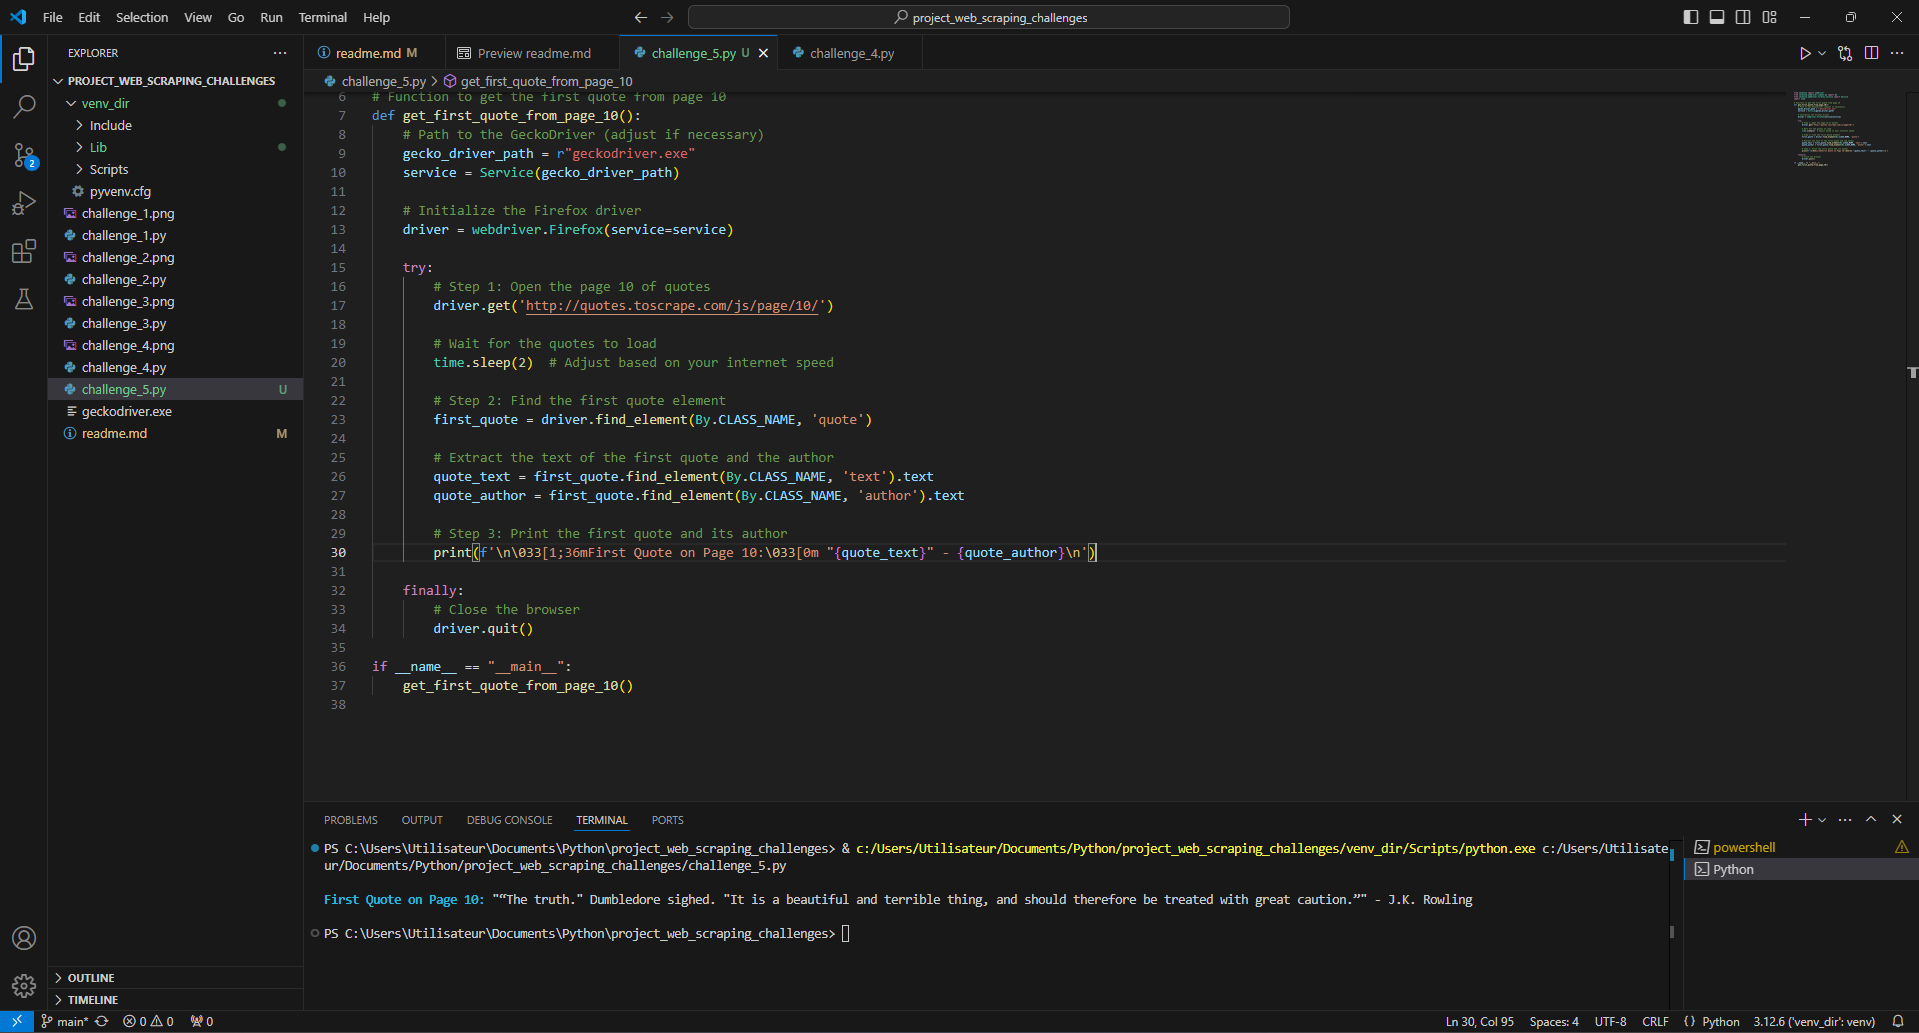 File Edit Selection View Go Run Terminal Help
project_web_scraping_challenges
EXPLORER
PROJECT_WEB_SCRAPING_CHALLENGES
venv_dir
Include
Lib
Scripts
pyvenv.cfg
challenge_1.png
challenge_1.py
challenge_2.png
challenge_2.py
challenge_3.png
challenge_3.py
challenge_4.png
challenge_4.py
challenge_5.py U
geckodriver.exe
readme.md M
OUTLINE
TIMELINE
2
readme.md M Preview readme.md challenge_5.py U challenge_4.py
challenge_5.py > get_first_quote_from_page_10
6 # Function to get the first quote from page 10
7 def get_first_quote_from_page_10():
8 # Path to the GeckoDriver (adjust if necessary)
9 gecko_driver_path = r"geckodriver.exe"
10 service = Service(gecko_driver_path)
11
12 # Initialize the Firefox driver
13 driver = webdriver.Firefox(service=service)
14
15 try:
16 # Step 1: Open the page 10 of quotes
17 driver.get('http://quotes.toscrape.com/js/page/10/')
18
19 # Wait for the quotes to load
20 time.sleep(2)  # Adjust based on your internet speed
21
22 # Step 2: Find the first quote element
23 first_quote = driver.find_element(By.CLASS_NAME, 'quote')
24
25 # Extract the text of the first quote and the author
26 quote_text = first_quote.find_element(By.CLASS_NAME, 'text').text
27 quote_author = first_quote.find_element(By.CLASS_NAME, 'author').text
28
29 # Step 3: Print the first quote and its author
30 print(f'\n\033[1;36mFirst Quote on Page 10:\033[0m "{quote_text}" - {quote_author}\n')
31
32 finally:
33 # Close the browser
34 driver.quit()
35
36 if __name__ == "__main__":
37 get_first_quote_from_page_10()
38
PROBLEMS OUTPUT DEBUG CONSOLE TERMINAL PORTS
PS C:\Users\Utilisateur\Documents\Python\project_web_scraping_challenges> & c:/Users/Utilisateur/Documents/Python/project_web_scraping_challenges/venv_dir/Scripts/python.exe c:/Users/Utilisate
ur/Documents/Python/project_web_scraping_challenges/challenge_5.py
First Quote on Page 10: "“The truth." Dumbledore sighed. "It is a beautiful and terrible thing, and should therefore be treated with great caution.”" - J.K. Rowling
PS C:\Users\Utilisateur\Documents\Python\project_web_scraping_challenges>
powershell
Python
main* 0 0 0 Ln 30, Col 95 Spaces: 4 UTF-8 CRLF Python 3.12.6 ('venv_dir': venv)